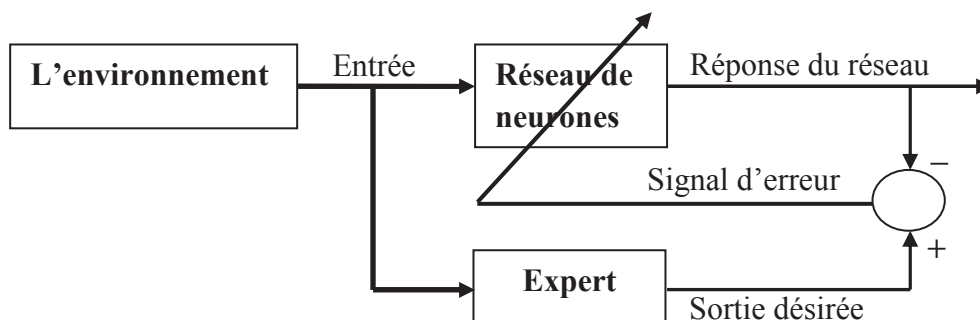 L’environnement
Entrée
Réseau de
neurones
Réponse du réseau
−
Signal d’erreur
+
Expert
Sortie désirée